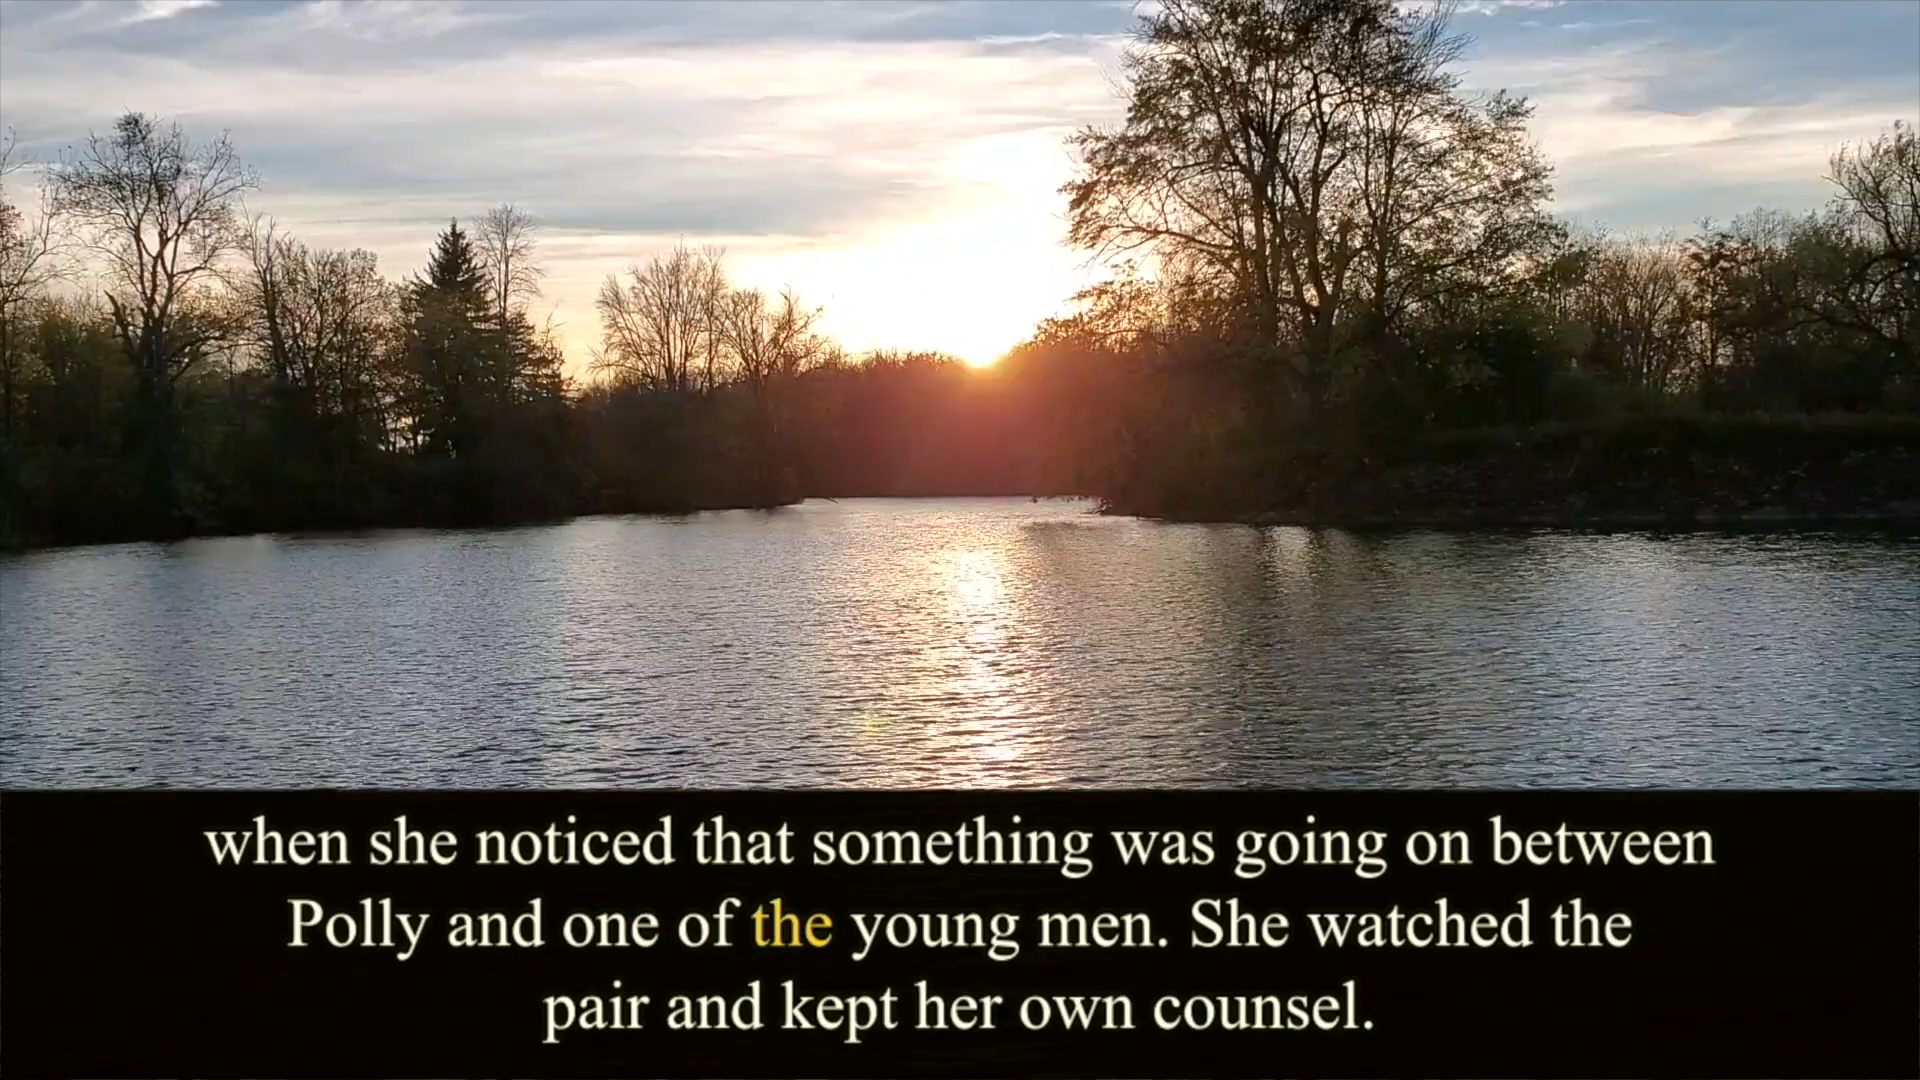 when she noticed that something was going on between
Polly and one of the young men. She watched the
pair and kept her own counsel.